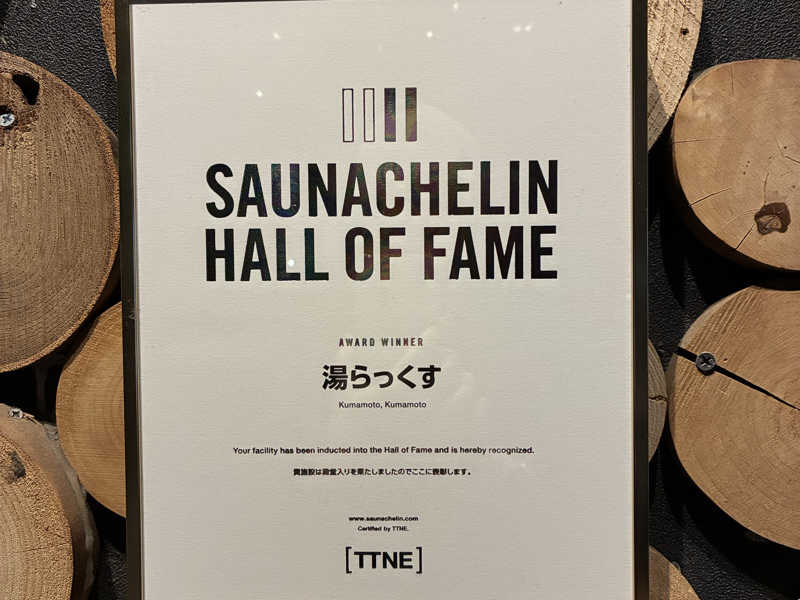 SAUNACHELIN
HALL OF FAME
AWARD WINNER
湯らっくす
Kumamoto, Kumamoto
Your facility has been inducted into the Hall of Fame and is hereby recognized.
貴施設は殿堂入りを果たしましたのでここに表彰します。
www.saunachelin.com
Certified by TTNE.
[TTNE]